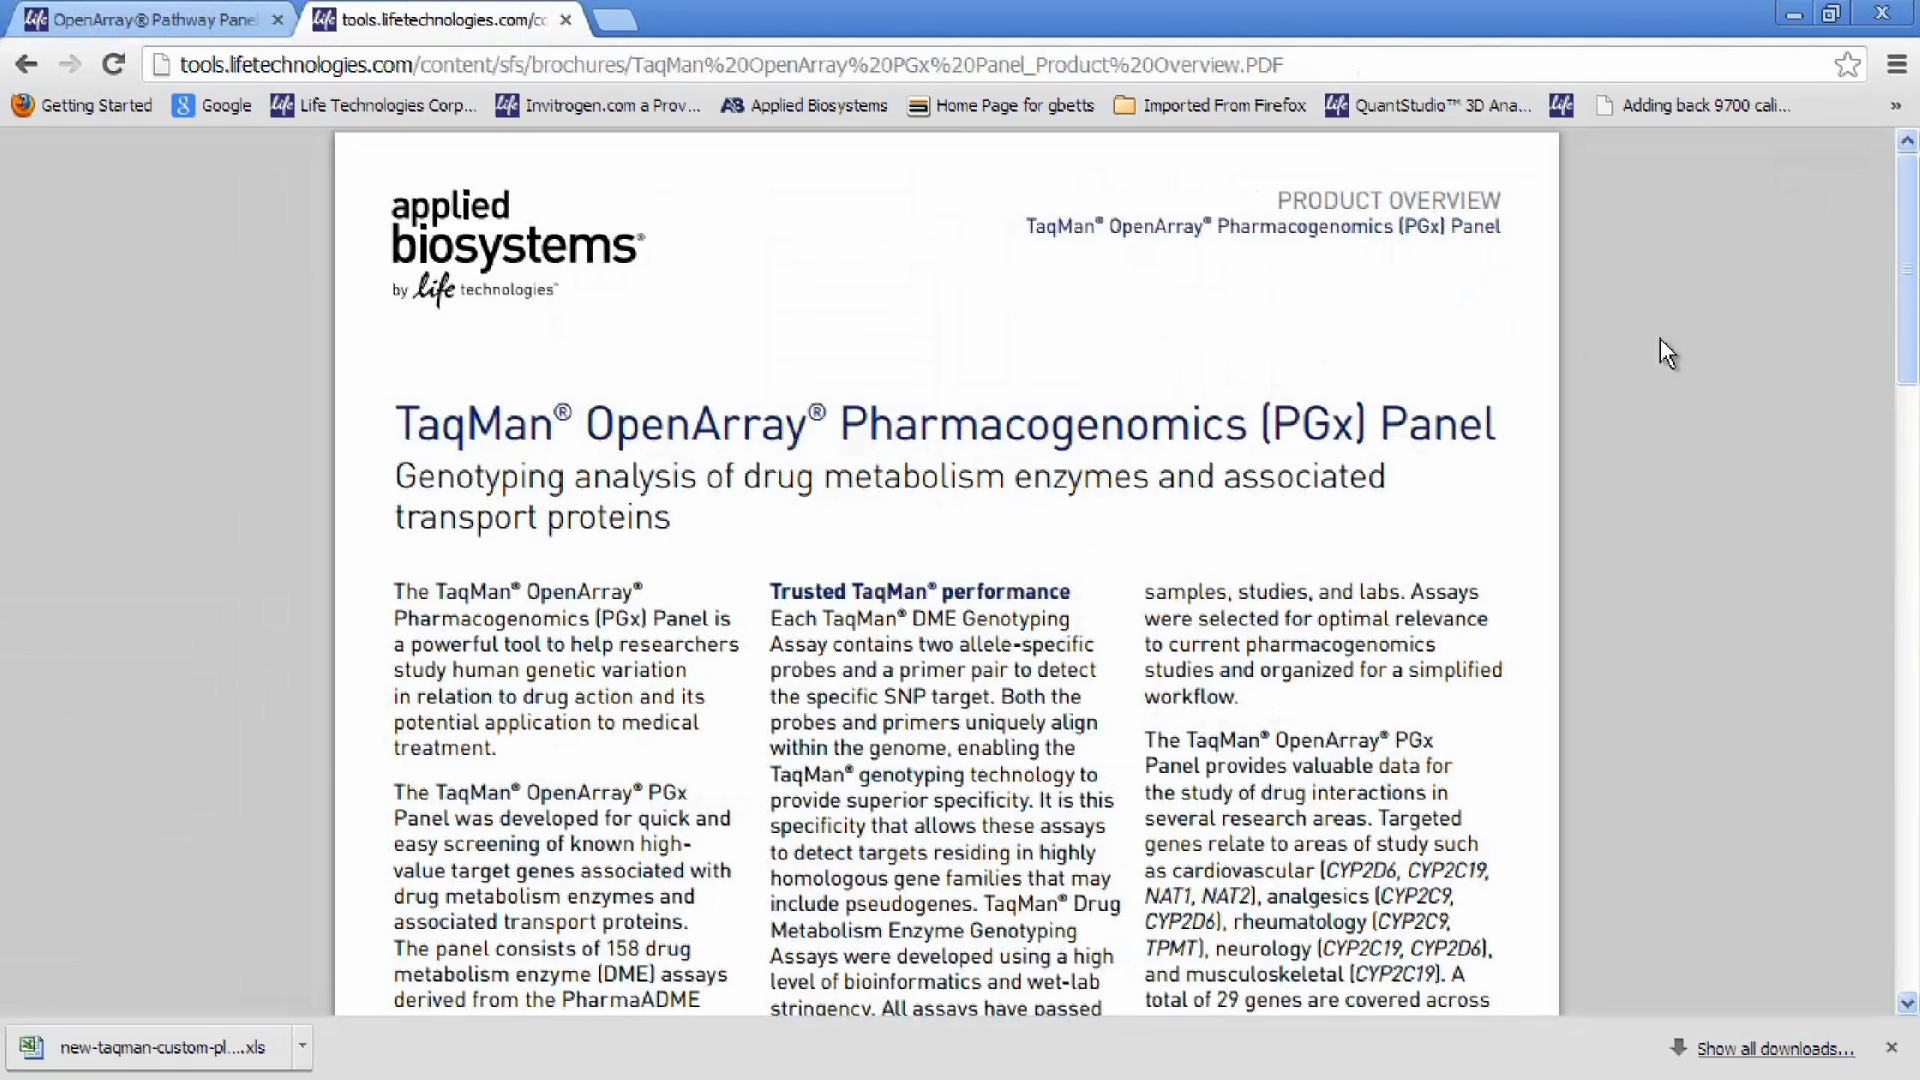 OpenArray® Pathway Pane
tools.lifetechnologies.com/co
tools.lifetechnologies.com/content/sfs/brochures/TaqMan%20OpenArray%20PGx%20Panel_Product%20Overview.PDF
Getting Started
Google
Life Technologies Corp...
Invitrogen.com a Prov...
Applied Biosystems
Home Page for gbetts
Imported From Firefox
QuantStudio™ 3D Ana...
Adding back 9700 cali...
applied
biosystems®
by life technologies™
PRODUCT OVERVIEW
TaqMan® OpenArray® Pharmacogenomics (PGx) Panel
TaqMan® OpenArray® Pharmacogenomics (PGx) Panel
Genotyping analysis of drug metabolism enzymes and associated
transport proteins
The TaqMan® OpenArray®
Pharmacogenomics (PGx) Panel is
a powerful tool to help researchers
study human genetic variation
in relation to drug action and its
potential application to medical
treatment.
The TaqMan® OpenArray® PGx
Panel was developed for quick and
easy screening of known high-
value target genes associated with
drug metabolism enzymes and
associated transport proteins.
The panel consists of 158 drug
metabolism enzyme (DME) assays
derived from the PharmaADME
Trusted TaqMan® performance
Each TaqMan® DME Genotyping
Assay contains two allele-specific
probes and a primer pair to detect
the specific SNP target. Both the
probes and primers uniquely align
within the genome, enabling the
TaqMan® genotyping technology to
provide superior specificity. It is this
specificity that allows these assays
to detect targets residing in highly
homologous gene families that may
include pseudogenes. TaqMan® Drug
Metabolism Enzyme Genotyping
Assays were developed using a high
level of bioinformatics and wet-lab
stringency. All assays have passed
samples, studies, and labs. Assays
were selected for optimal relevance
to current pharmacogenomics
studies and organized for a simplified
workflow.
The TaqMan® OpenArray® PGx
Panel provides valuable data for
the study of drug interactions in
several research areas. Targeted
genes relate to areas of study such
as cardiovascular (CYP2D6, CYP2C19,
NAT1, NAT2), analgesics (CYP2C9,
CYP2D6), rheumatology (CYP2C9,
TPMT), neurology (CYP2C19, CYP2D6),
and musculoskeletal (CYP2C19). A
total of 29 genes are covered across
new-taqman-custom-pl....xls
Show all downloads...